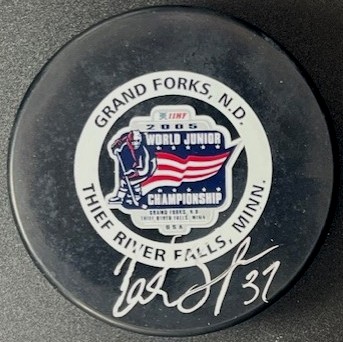 GRAND FORKS, N.D.
IIHF
2005
WORLD JUNIOR
CHAMPIONSHIP
GRAND FORKS, N.D.
THIEF RIVER FALLS, MINN.
USA
THIEF RIVER FALLS, MINN.
37